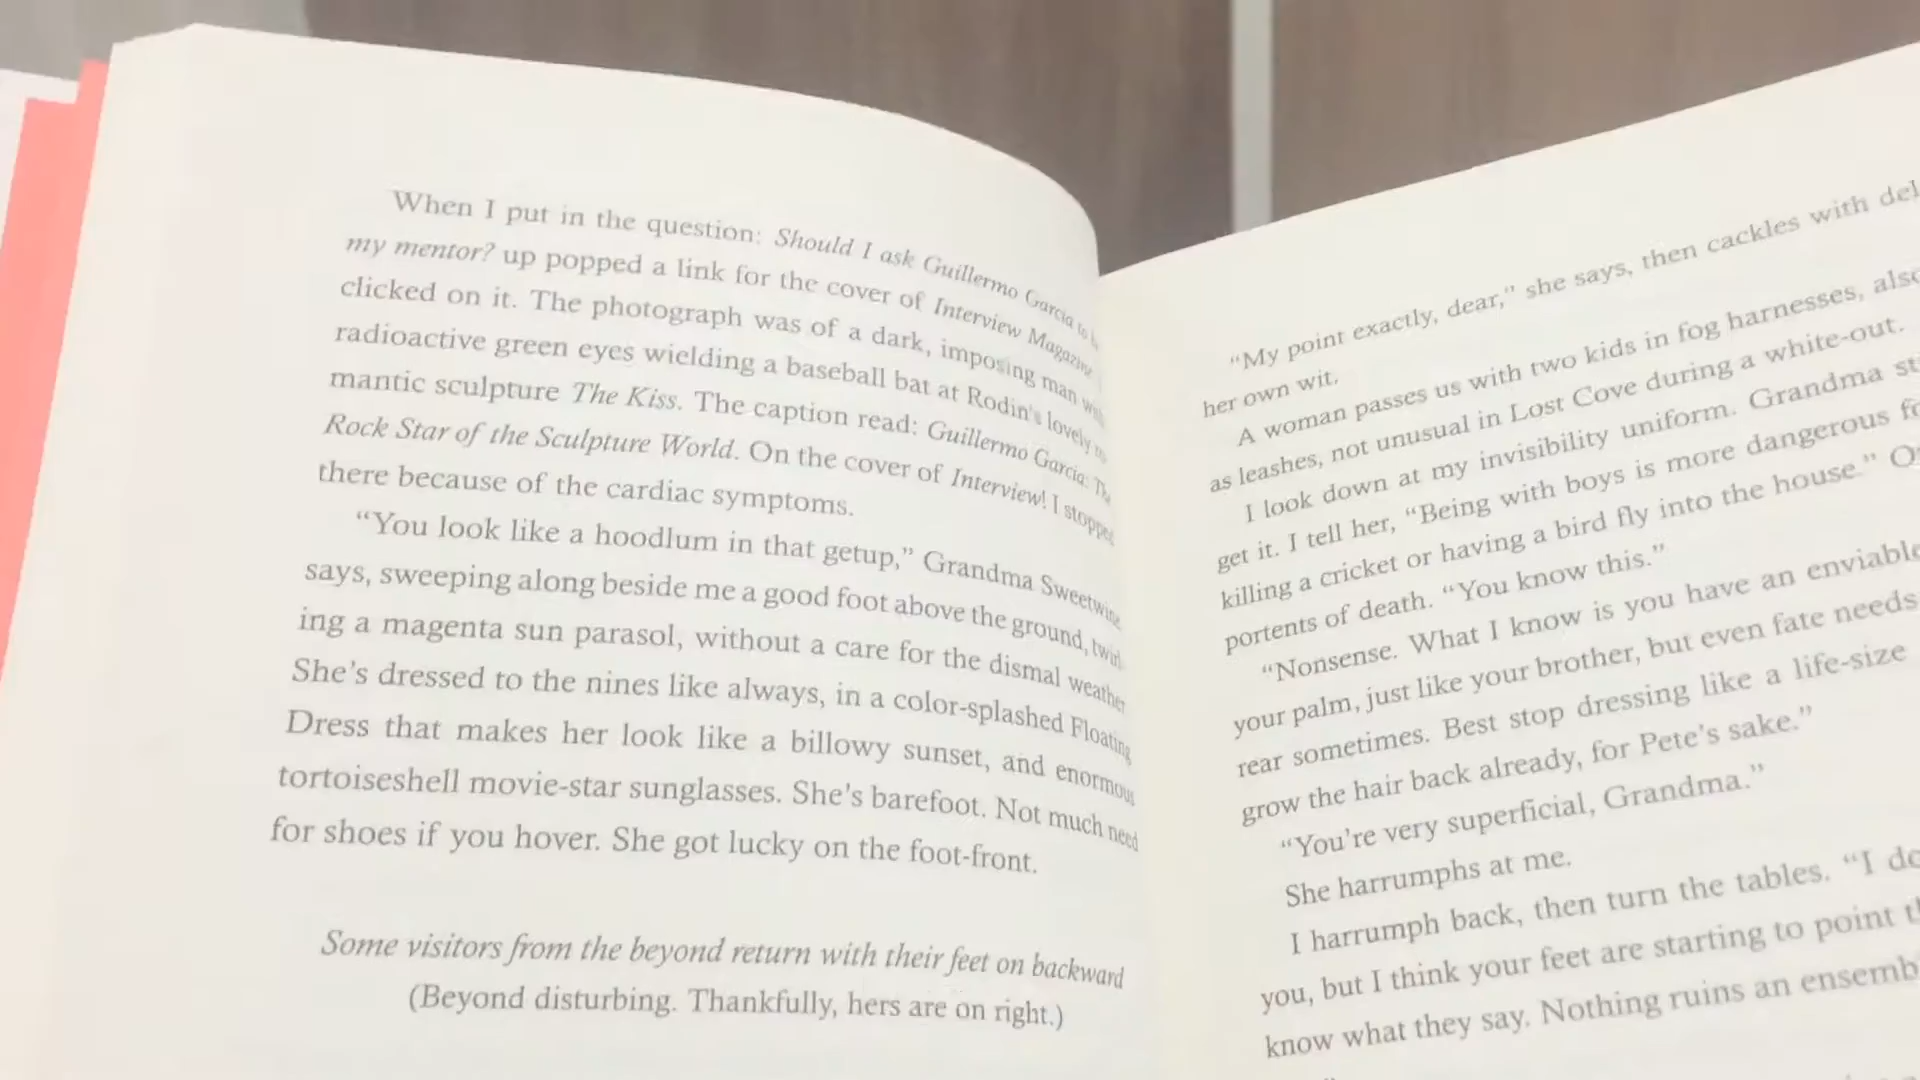 When I put in the question: Should I ask Guillermo Garcia to
my mentor? up popped a link for the cover of Interview Magazine.
clicked on it. The photograph was of a dark, imposing man with
radioactive green eyes wielding a baseball bat at Rodin's lovely ro-
mantic sculpture The Kiss. The caption read: Guillermo Garcia: The
Rock Star of the Sculpture World. On the cover of Interview! I stopped
there because of the cardiac symptoms.
“You look like a hoodlum in that getup,” Grandma Sweetwine
says, sweeping along beside me a good foot above the ground, twirl-
ing a magenta sun parasol, without a care for the dismal weather
She's dressed to the nines like always, in a color-splashed Floating
Dress that makes her look like a billowy sunset, and enormous
tortoiseshell movie-star sunglasses. She's barefoot. Not much need
for shoes if you hover. She got lucky on the foot-front.
Some visitors from the beyond return with their feet on backward
(Beyond disturbing. Thankfully, hers are on right.)
“My point exactly, dear,” she says, then cackles with
her own wit.
A woman passes us with two kids in fog harnesses, also
as leashes, not unusual in Lost Cove during a white-out.
I look down at my invisibility uniform. Grandma
get it. I tell her, “Being with boys is more dangerous
killing a cricket or having a bird fly into the house.”
portents of death. “You know this.”
“Nonsense. What I know is you have an enviable
your palm, just like your brother, but even fate needs
rear sometimes. Best stop dressing like a life-size
grow the hair back already, for Pete's sake.”
“You're very superficial, Grandma.”
She harrumphs at me.
I harrumph back, then turn the tables. “I
you, but I think your feet are starting to point
know what they say. Nothing ruins an